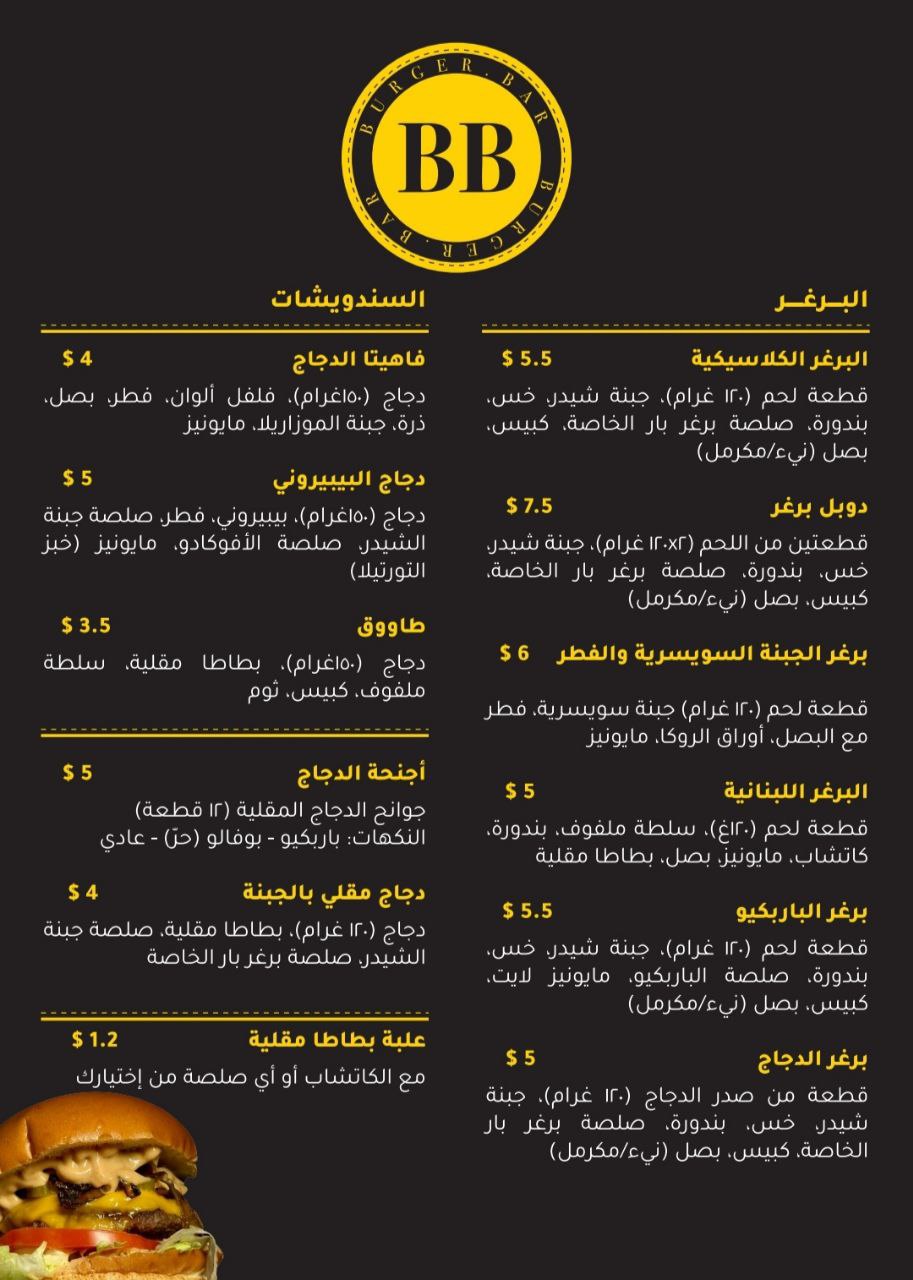 BURGER.BAR
BB
BURGER.BAR
البـــرغـــر
البرغر الكلاسيكية 5.5 $
قطعة لحم (١٢٠ غرام)، جبنة شيدر، خس،
بندورة، صلصة برغر بار الخاصة، كبيس،
بصل (نيء/مكرمل)
دوبل برغر 7.5 $
قطعتين من اللحم (١٢٠x٢ غرام)، جبنة شيدر،
خس، بندورة، صلصة برغر بار الخاصة،
كبيس، بصل (نيء/مكرمل)
برغر الجبنة السويسرية والفطر 6 $
قطعة لحم (١٢٠ غرام) جبنة سويسرية، فطر
مع البصل، أوراق الروكا، مايونيز
البرغر اللبنانية 5 $
قطعة لحم (١٢٠غ)، سلطة ملفوف، بندورة،
كاتشاب، مايونيز، بصل، بطاطا مقلية
برغر الباربكيو 5.5 $
قطعة لحم (١٢٠ غرام)، جبنة شيدر، خس،
بندورة، صلصة الباربكيو، مايونيز لايت،
كبيس، بصل (نيء/مكرمل)
برغر الدجاج 5 $
قطعة من صدر الدجاج (١٢٠ غرام)، جبنة
شيدر، خس، بندورة، صلصة برغر بار
الخاصة، كبيس، بصل (نيء/مكرمل)
السندويشات
فاهيتا الدجاج 4 $
دجاج (١٥٠غرام)، فلفل ألوان، فطر، بصل،
ذرة، جبنة الموزاريلا، مايونيز
دجاج البيبيروني 5 $
دجاج (١٥٠غرام)، بيبيروني، فطر، صلصة جبنة
الشيدر، صلصة الأفوكادو، مايونيز (خبز
التورتيلا)
طاووق 3.5 $
دجاج (١٥٠غرام)، بطاطا مقلية، سلطة
ملفوف، كبيس، ثوم
أجنحة الدجاج 5 $
جوانح الدجاج المقلية (١٢ قطعة)
النكهات: باربكيو - بوفالو (حرّ) - عادي
دجاج مقلي بالجبنة 4 $
دجاج (١٢٠ غرام)، بطاطا مقلية، صلصة جبنة
الشيدر، صلصة برغر بار الخاصة
علبة بطاطا مقلية 1.2 $
مع الكاتشاب أو أي صلصة من إختيارك